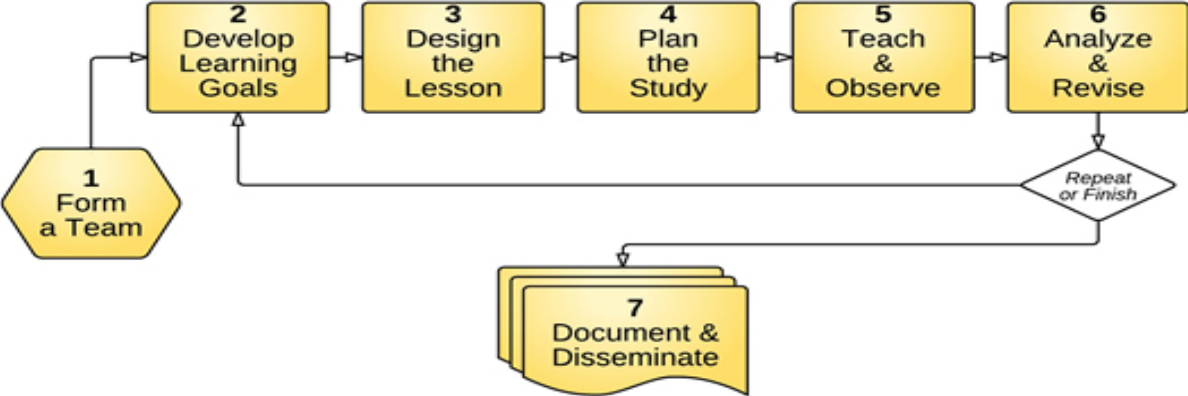 1
Form
a Team
2
Develop
Learning
Goals
3
Design
the
Lesson
4
Plan
the
Study
5
Teach
&
Observe
6
Analyze
&
Revise
Repeat
or Finish
7
Document &
Disseminate